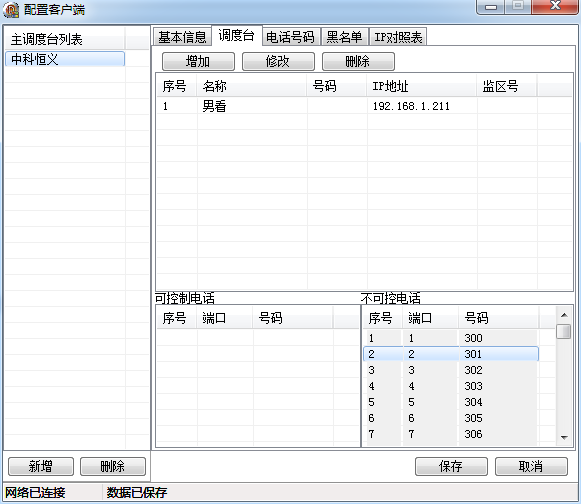 配置客户端
主调度台列表
中科恒义
基本信息 调度台 电话号码 黑名单 IP对照表
增加 修改 删除
序号 名称 号码 IP地址 监区号
1 男看 192.168.1.211
可控制电话
序号 端口 号码
不可控电话
序号 端口 号码
1 1 300
2 2 301
3 3 302
4 4 303
5 5 304
6 6 305
7 7 306
新增 删除
保存 取消
网络已连接 数据已保存